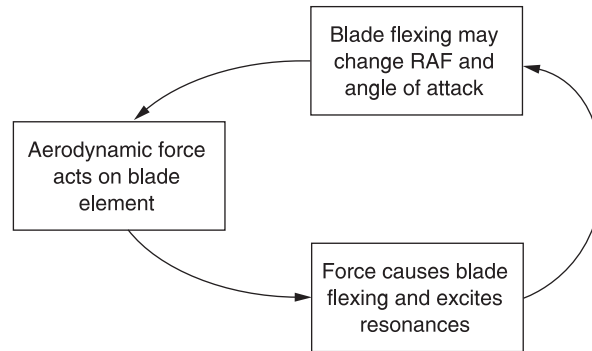 Blade flexing may
change RAF and
angle of attack
Aerodynamic force
acts on blade
element
Force causes blade
flexing and excites
resonances